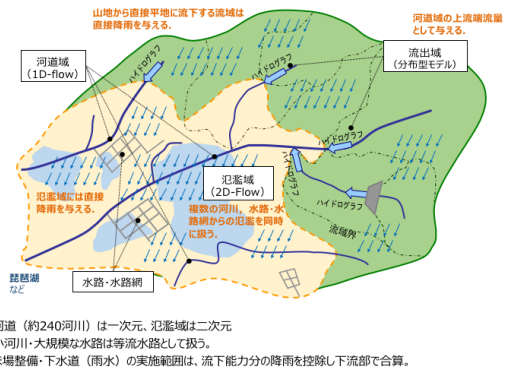 山地から直接平地に流下する流域は
直接降雨を与える.
河道域の上流端流量
として与える.
河道域
(1D-flow)
流出域
(分布型モデル)
ハイドログラフ
ハイドログラフ
ハイドログラフ
ハイドログラフ
ハイドログラフ
氾濫域
(2D-Flow)
氾濫域には直接
降雨を与える.
複数の河川，水路・水
路網からの氾濫を同時
に扱う.
流域界
琵琶湖
など
水路・水路網
河道（約240河川）は一次元、氾濫域は二次元
小河川・大規模な水路は等流水路として扱う。
場整備・下水道（雨水）の実施範囲は、流下能力分の降雨を控除し下流部で合算。